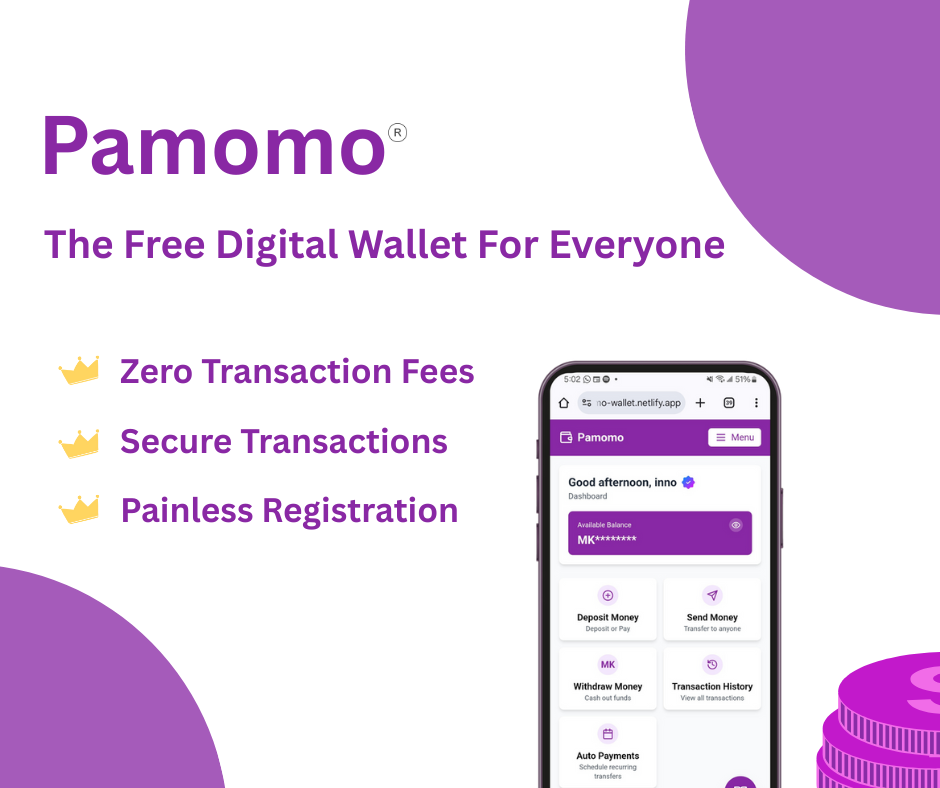 Pamomo®
The Free Digital Wallet For Everyone
Zero Transaction Fees
Secure Transactions
Painless Registration
5:02
51%
no-wallet.netlify.app
39
Pamomo
Menu
Good afternoon, inno
Dashboard
Available Balance
MK********
Deposit Money
Deposit or Pay
Send Money
Transfer to anyone
MK
Withdraw Money
Cash out funds
Transaction History
View all transactions
Auto Payments
Schedule recurring
transfers